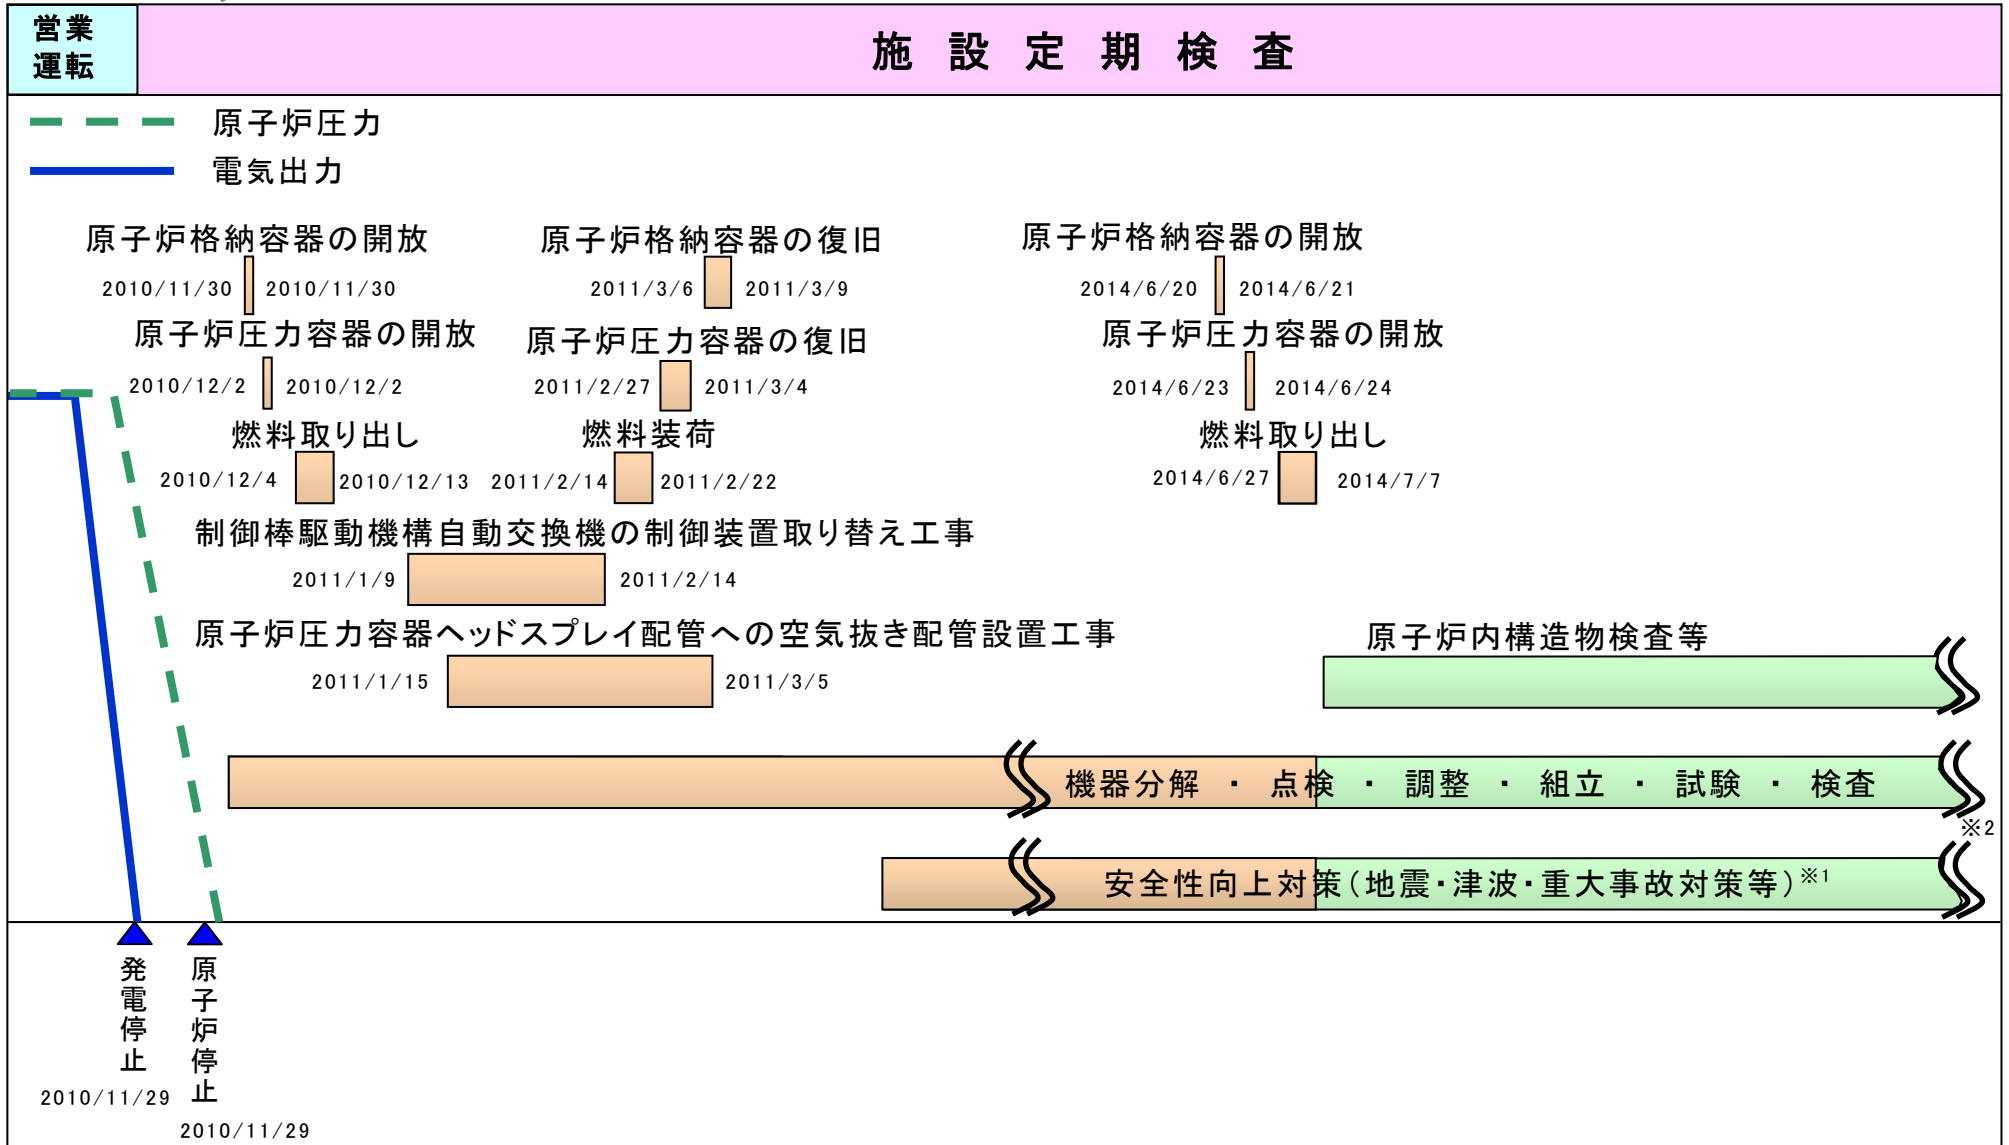 営業
運転
施設定期検査
原子炉圧力
電気出力
原子炉格納容器の開放
2010/11/30 2010/11/30
原子炉格納容器の復旧
2011/3/6 2011/3/9
原子炉格納容器の開放
2014/6/20 2014/6/21
原子炉圧力容器の開放
2010/12/2 2010/12/2
原子炉圧力容器の復旧
2011/2/27 2011/3/4
原子炉圧力容器の開放
2014/6/23 2014/6/24
燃料取り出し
2010/12/4 2010/12/13
燃料装荷
2011/2/14 2011/2/22
燃料取り出し
2014/6/27 2014/7/7
制御棒駆動機構自動交換機の制御装置取り替え工事
2011/1/9 2011/2/14
原子炉圧力容器ヘッドスプレイ配管への空気抜き配管設置工事
2011/1/15 2011/3/5
原子炉内構造物検査等
機器分解 ・ 点検 ・ 調整 ・ 組立 ・ 試験 ・ 検査
※2
安全性向上対策(地震・津波・重大事故対策等)※1
発電停止
2010/11/29
原子炉停止
2010/11/29